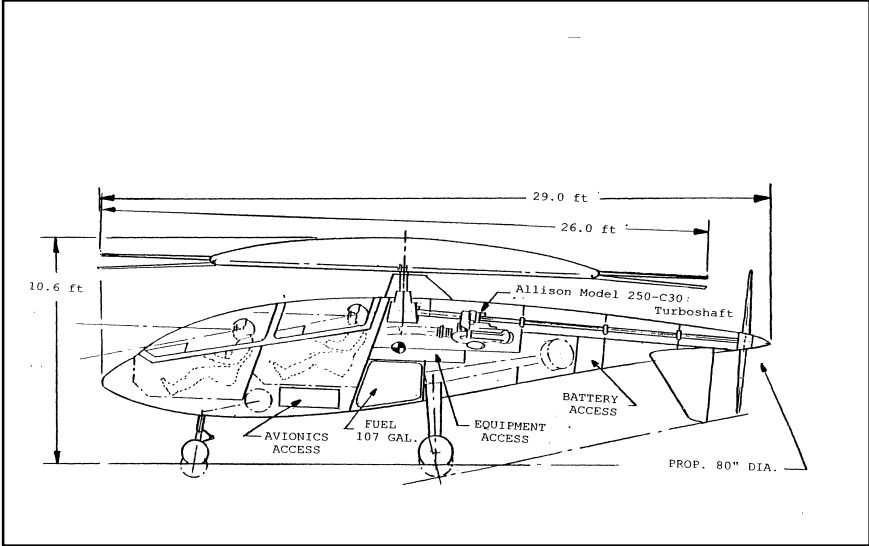 29.0 ft
26.0 ft
10.6 ft
Allison Model 250-C30:
Turboshaft
BATTERY
ACCESS
FUEL
107 GAL.
EQUIPMENT
ACCESS
AVIONICS
ACCESS
PROP. 80" DIA.